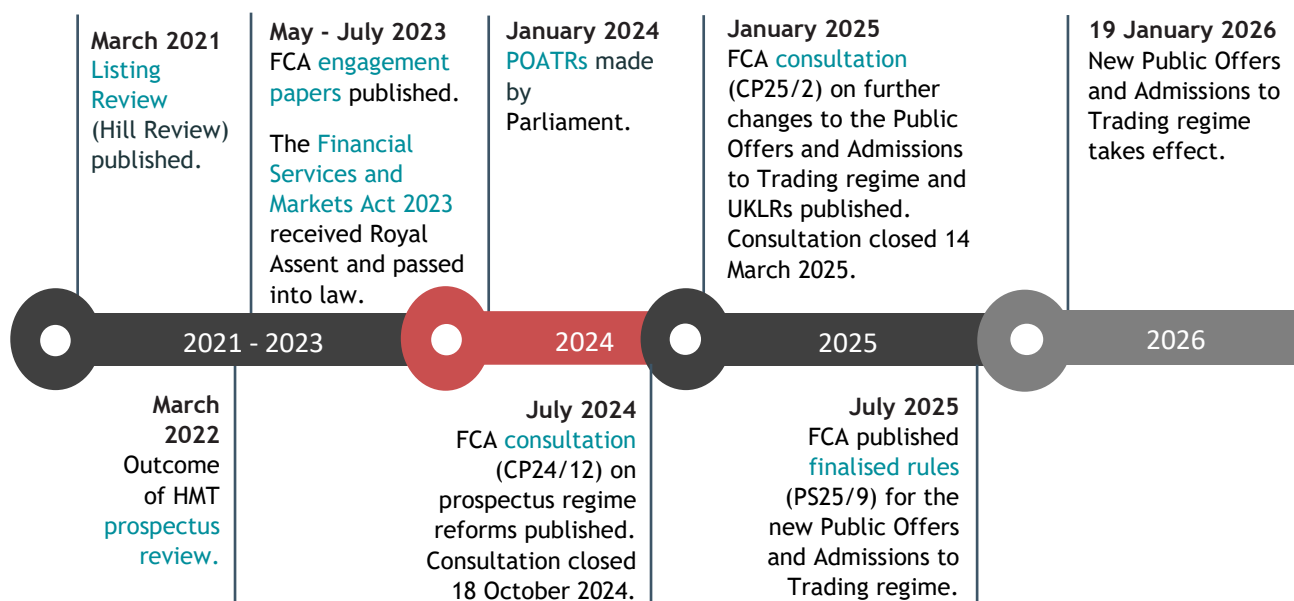 March 2021
Listing
Review
(Hill Review)
published.
May - July 2023
FCA engagement
papers published.
The Financial
Services and
Markets Act 2023
received Royal
Assent and passed
into law.
January 2024
POATRs made
by
Parliament.
January 2025
FCA consultation
(CP25/2) on further
changes to the Public
Offers and Admissions
to Trading regime and
UKLRs published.
Consultation closed 14
March 2025.
19 January 2026
New Public Offers
and Admissions to
Trading regime
takes effect.
2021 - 2023
2024
2025
2026
March
2022
Outcome
of HMT
prospectus
review.
July 2024
FCA consultation
(CP24/12) on
prospectus regime
reforms published.
Consultation closed
18 October 2024.
July 2025
FCA published
finalised rules
(PS25/9) for the
new Public Offers
and Admissions to
Trading regime.